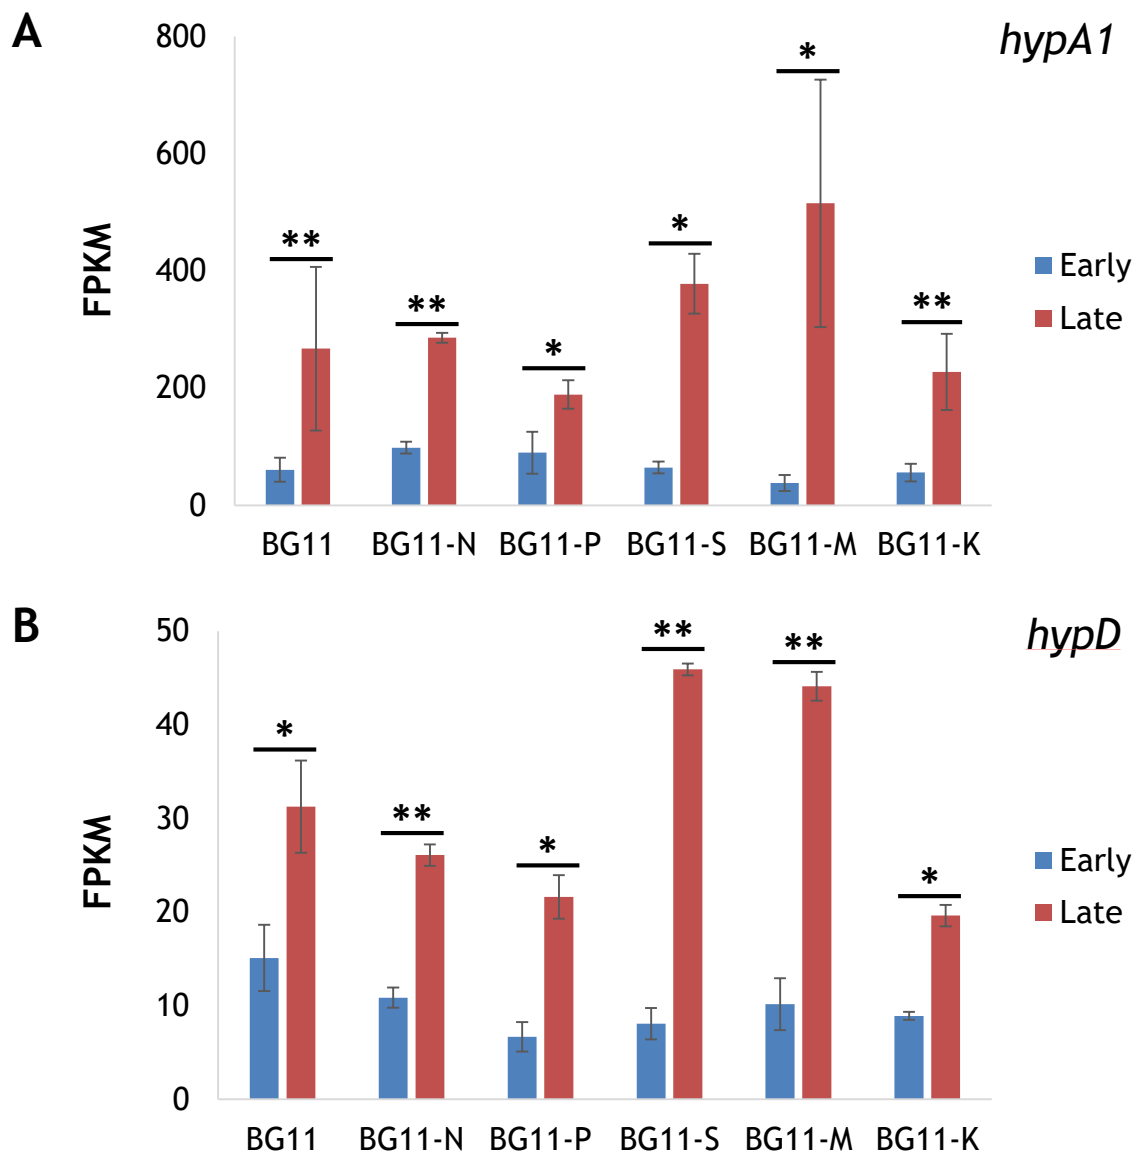 A
hypA1
800
600
400
200
0
FPKM
**
**
*
*
*
**
Early
Late
BG11 BG11-N BG11-P BG11-S BG11-M BG11-K
B
hypD
50
40
30
20
10
0
FPKM
*
**
*
**
**
*
Early
Late
BG11 BG11-N BG11-P BG11-S BG11-M BG11-K